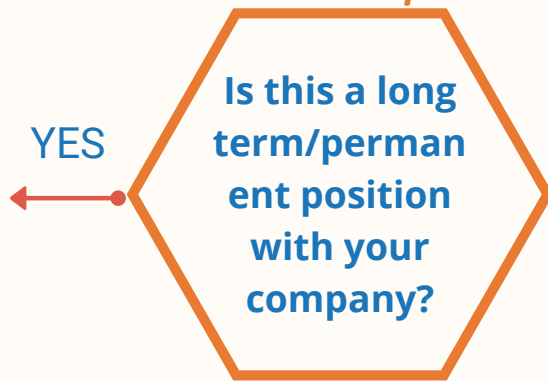 YES
Is this a long
term/perman
ent position
with your
company?